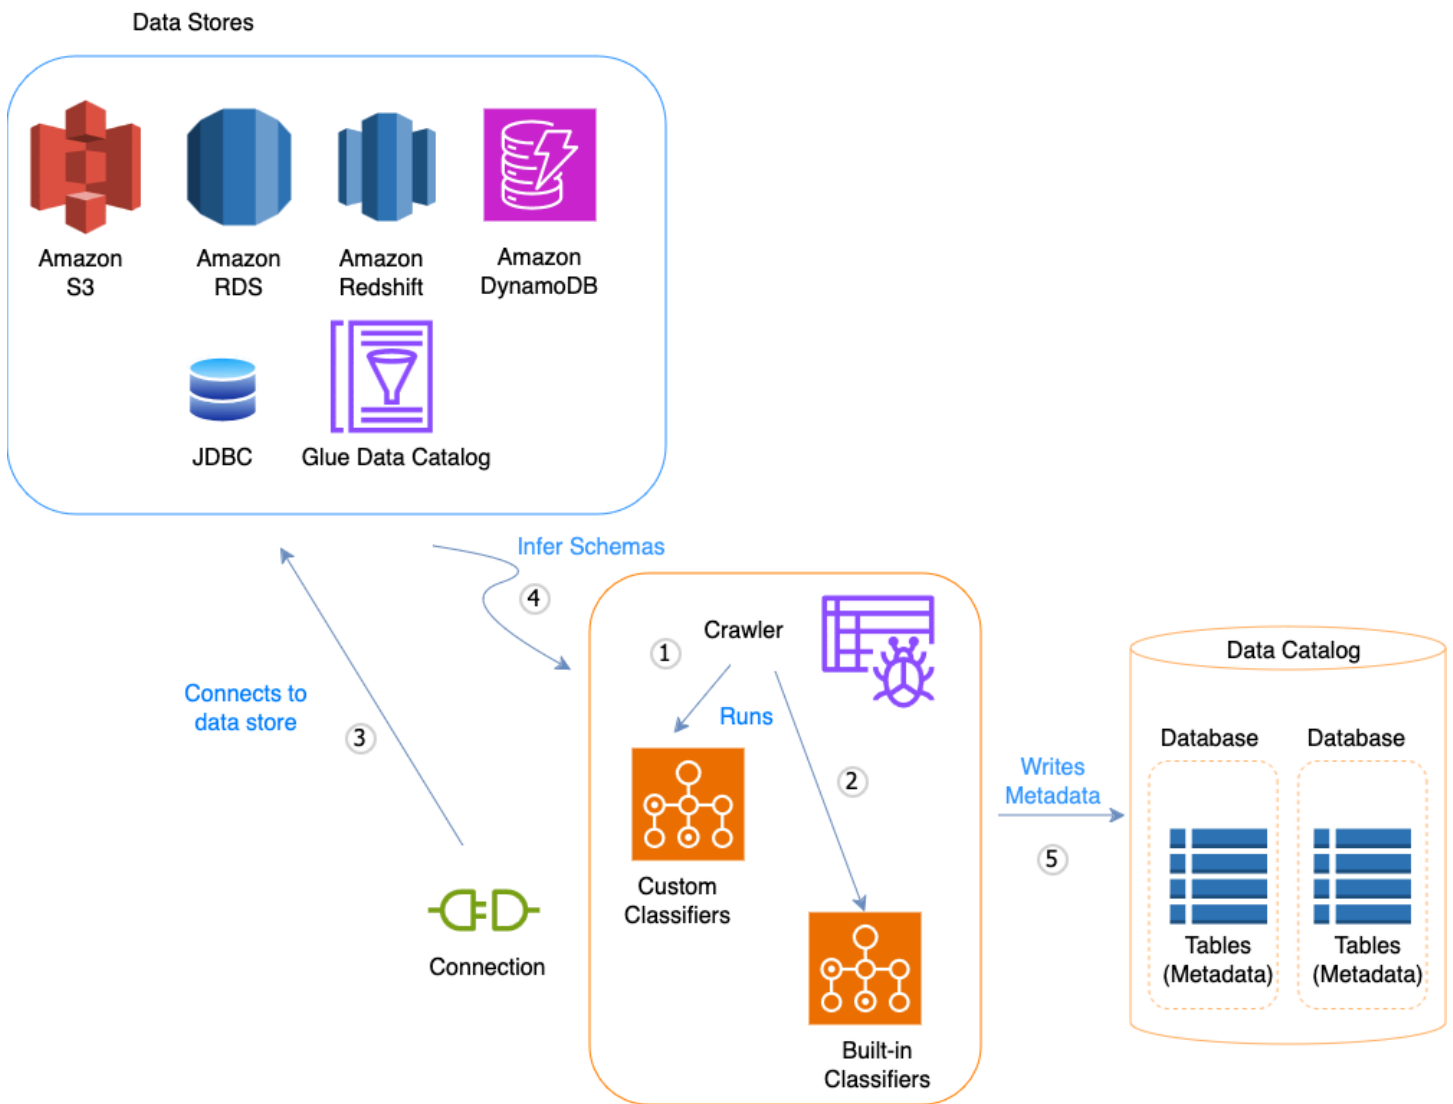 Data Stores
Amazon
S3
Amazon
RDS
Amazon
Redshift
Amazon
DynamoDB
JDBC
Glue Data Catalog
Infer Schemas
4
Connects to
data store
3
Connection
Crawler
1
Runs
2
Custom
Classifiers
Built-in
Classifiers
Writes
Metadata
5
Data Catalog
Database
Tables
(Metadata)
Database
Tables
(Metadata)